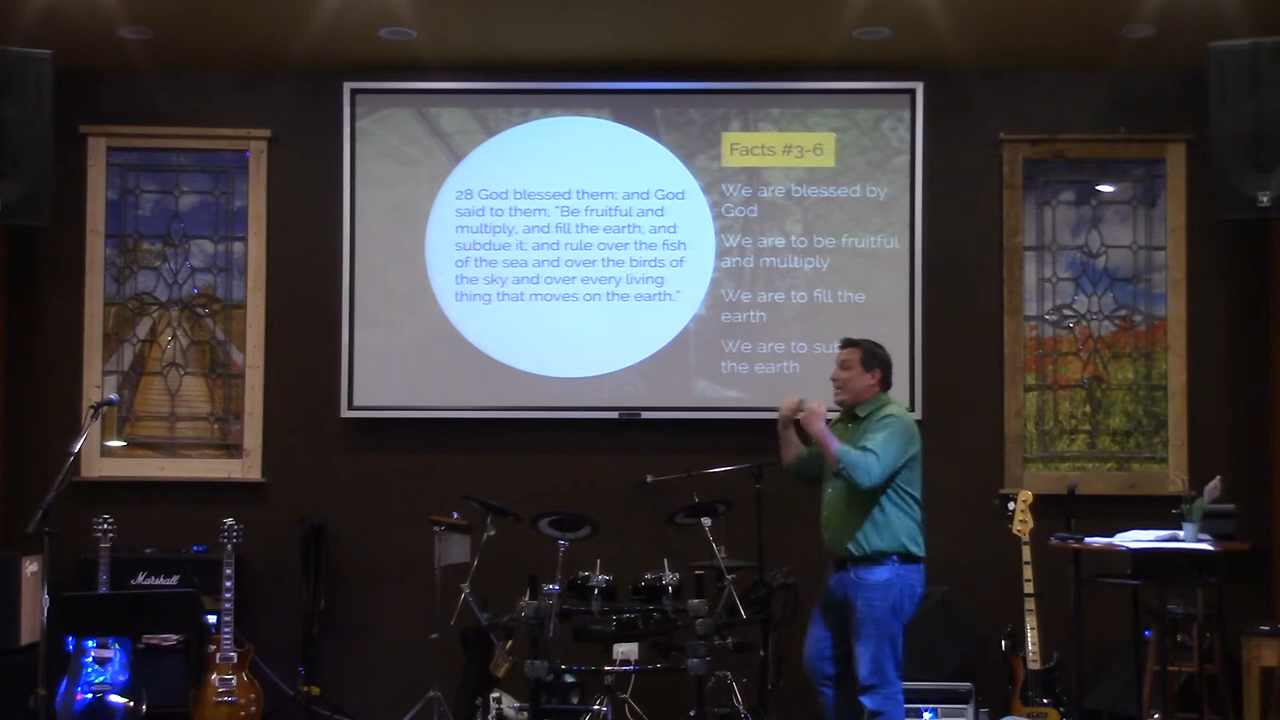 28 God blessed them; and God
said to them, "Be fruitful and
multiply, and fill the earth, and
subdue it; and rule over the fish
of the sea and over the birds of
the sky and over every living
thing that moves on the earth."
Facts #3-6
We are blessed by
God
We are to be fruitful
and multiply
We are to fill the
earth
We are to sub
the earth
Marshall